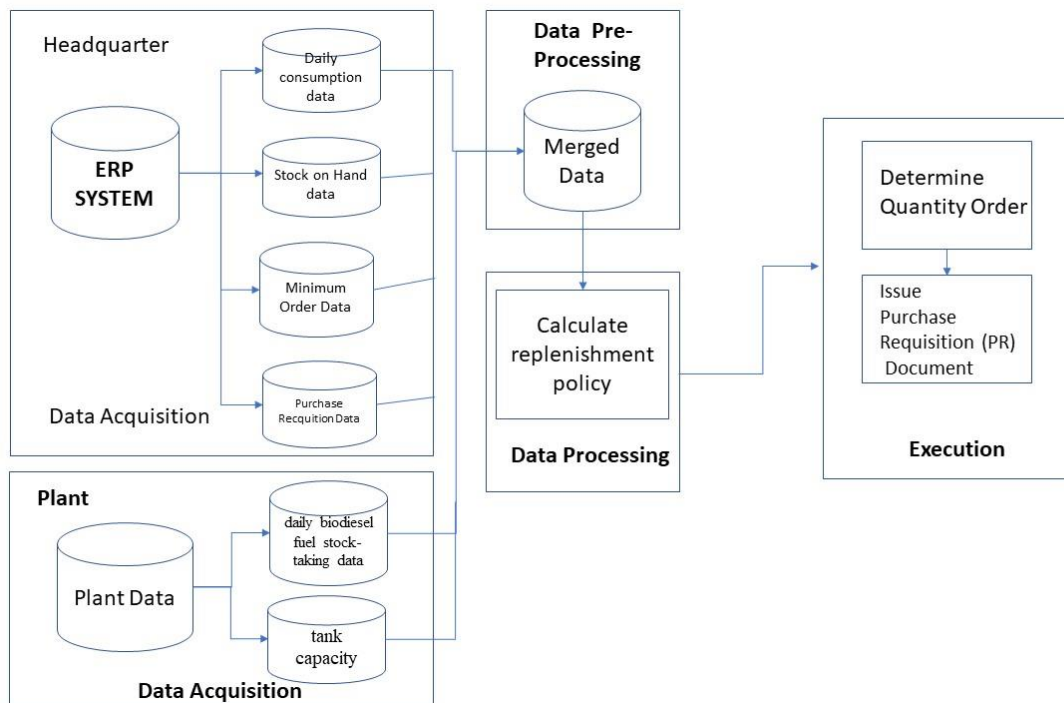 Headquarter
Daily
consumption
data
ERP
SYSTEM
Stock on Hand
data
Minimum
Order Data
Purchase
Recquition Data
Data Acquisition
Plant
daily biodiesel
fuel stock-
taking data
Plant Data
tank
capacity
Data Acquisition
Data Pre-
Processing
Merged
Data
Calculate
replenishment
policy
Data Processing
Determine
Quantity Order
Issue
Purchase
Requisition (PR)
Document
Execution